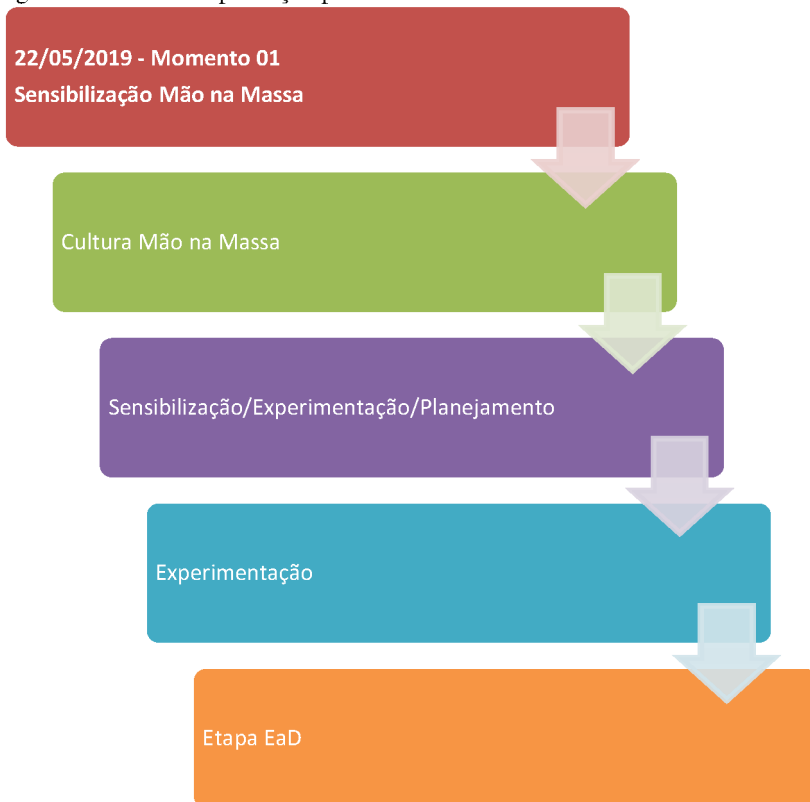 22/05/2019 - Momento 01
Sensibilização Mão na Massa
Cultura Mão na Massa
Sensibilização/Experimentação/Planejamento
Experimentação
Etapa EaD